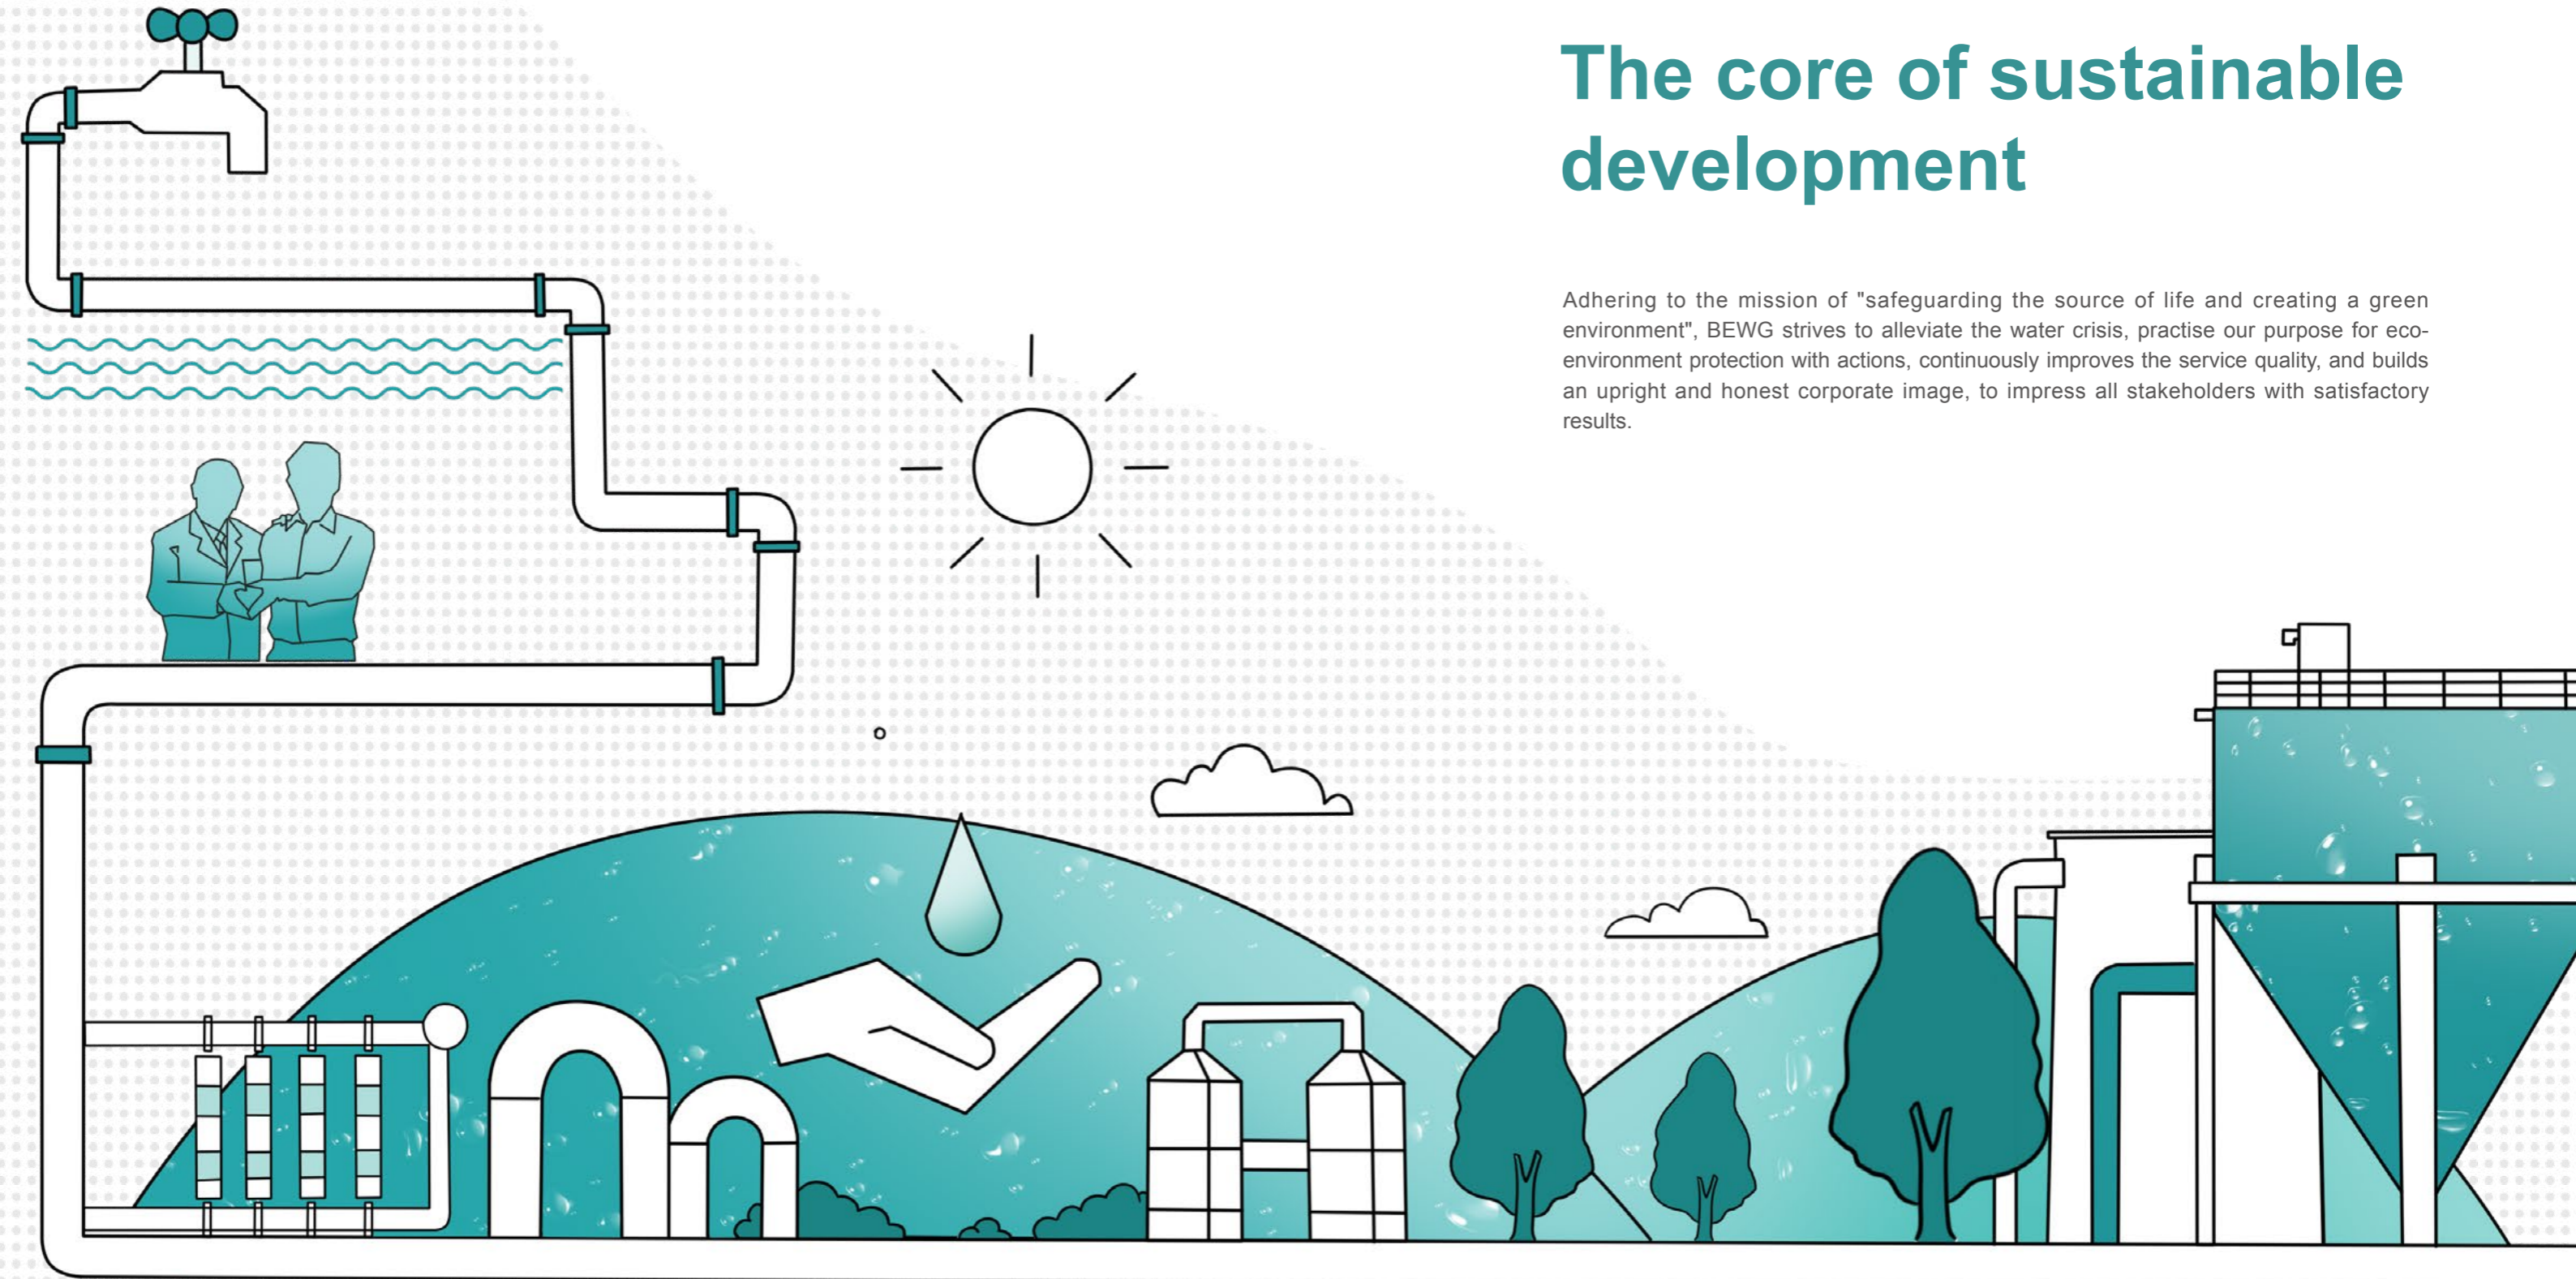 The core of sustainable
development
Adhering to the mission of "safeguarding the source of life and creating a green
environment", BEWG strives to alleviate the water crisis, practise our purpose for eco-
environment protection with actions, continuously improves the service quality, and builds
an upright and honest corporate image, to impress all stakeholders with satisfactory
results.